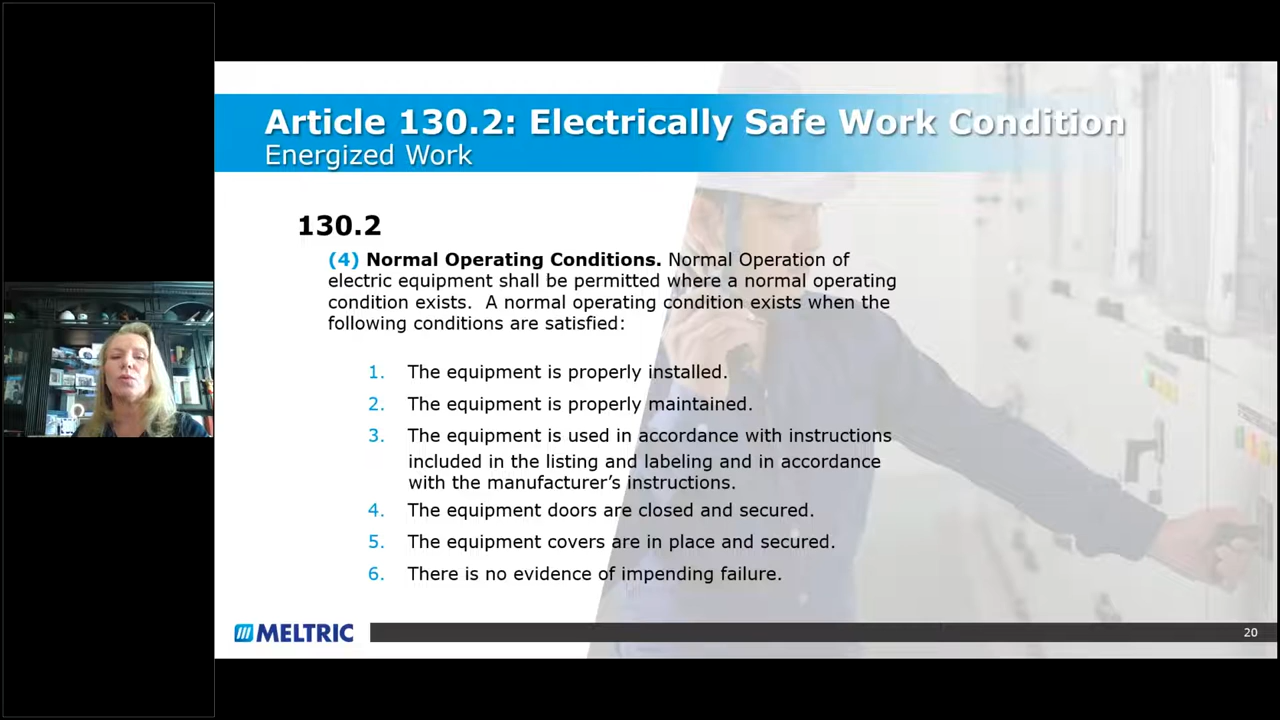 Article 130.2: Electrically Safe Work Condition
Energized Work
130.2
(4) Normal Operating Conditions. Normal Operation of
electric equipment shall be permitted where a normal operating
condition exists.  A normal operating condition exists when the
following conditions are satisfied:
1. The equipment is properly installed.
2. The equipment is properly maintained.
3. The equipment is used in accordance with instructions
included in the listing and labeling and in accordance
with the manufacturer’s instructions.
4. The equipment doors are closed and secured.
5. The equipment covers are in place and secured.
6. There is no evidence of impending failure.
MELTRIC
20